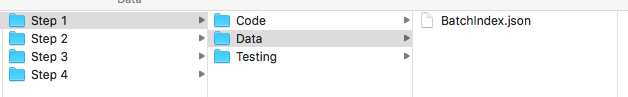 Step 1
Step 2
Step 3
Step 4
Code
Data
Testing
BatchIndex.json